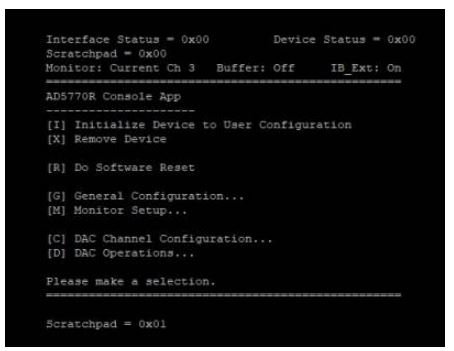 Interface Status = 0x00 Device Status = 0x00
Scratchpad = 0x00
Monitor: Current Ch 3 Buffer: Off IB_Ext: On
================================================
AD5770R Console App
---------------------
[I] Initialize Device to User Configuration
[X] Remove Device
[R] Do Software Reset
[G] General Configuration...
[M] Monitor Setup...
[C] DAC Channel Configuration...
[D] DAC Operations...
Please make a selection.
================================================
Scratchpad = 0x01